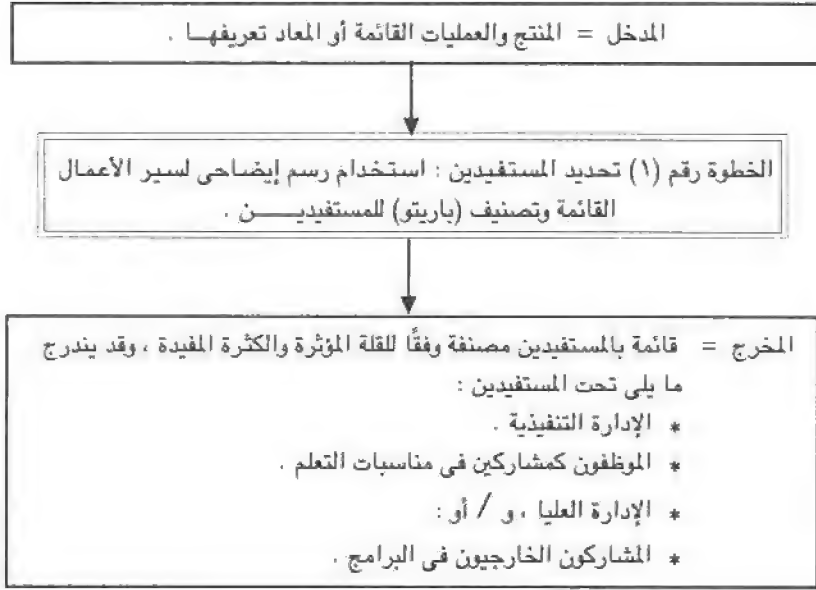 المدخل = المنتج والعمليات القائمة أو المعاد تعريفهـــا .
الخطوة رقم (١) تحديد المستفيدين : استخدام رسم إيضاحى لسير الأعمال
القائمة وتصنيف (باريتو) للمستفيديـــــن .
المخرج = قائمة بالمستفيدين مصنفة وفقًا للقلة المؤثرة والكثرة المفيدة ، وقد يندرج
ما يلى تحت المستفيدين :
* الإدارة التنفيذية .
* الموظفون كمشاركين فى مناسبات التعلم .
* الإدارة العليا ، و / أو :
* المشاركون الخارجيون فى البرامج .